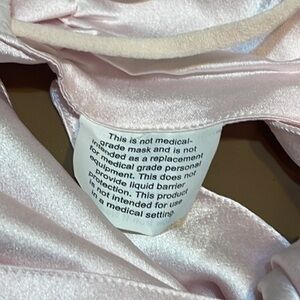 This is not medical-
grade mask and is not
intended as a replacement
for medical grade personal
equipment. This does not
provide liquid barrier
protection. This product
is not intended for use
in a medical setting